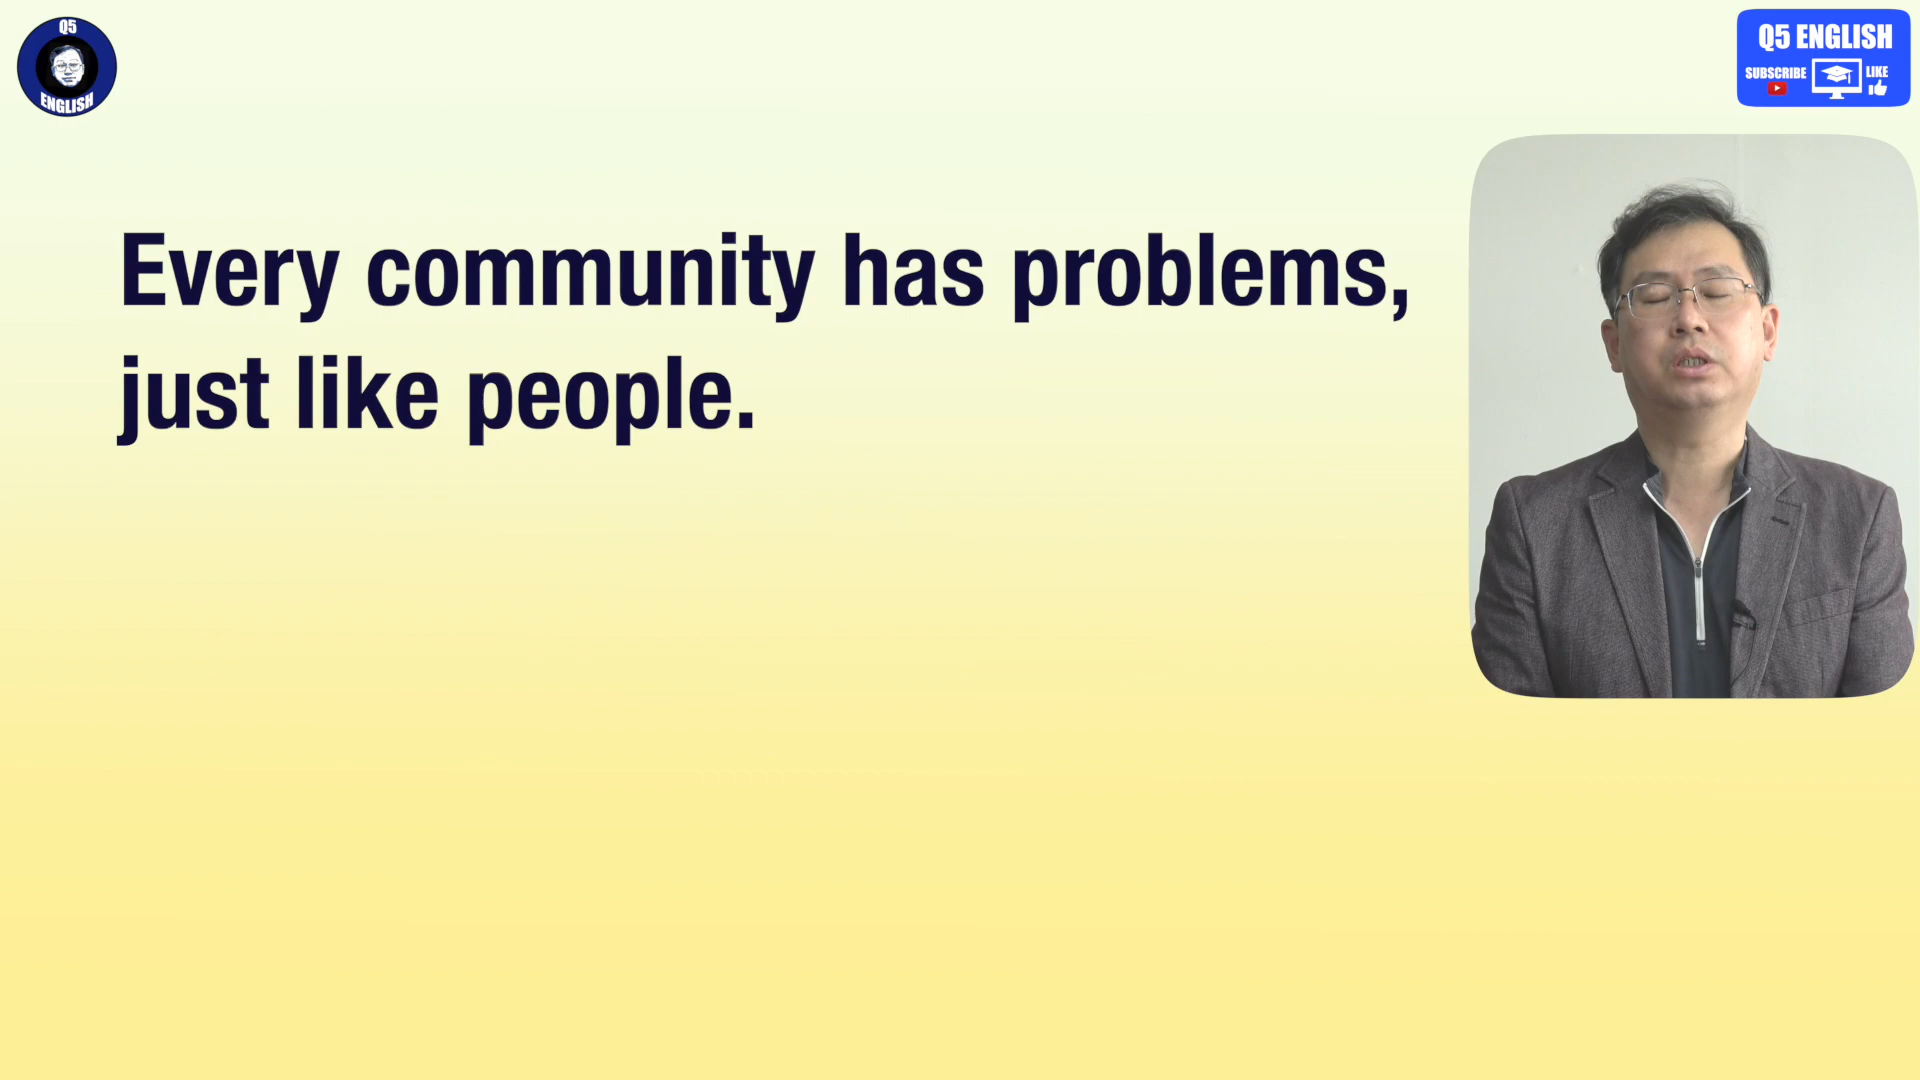 Q5
ENGLISH
Q5 ENGLISH
SUBSCRIBE
LIKE
Every community has problems,
just like people.